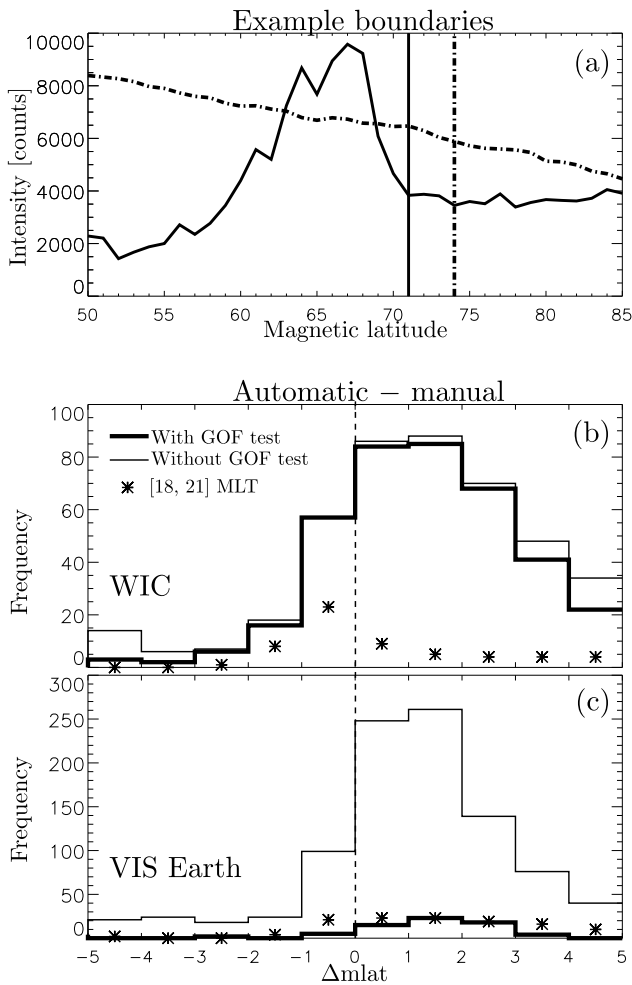 Example boundaries
(a)
Intensity [counts]
10000
8000
6000
4000
2000
0
50 55 60 65 70 75 80 85
Magnetic latitude
Automatic − manual
(b)
With GOF test
Without GOF test
[18, 21] MLT
WIC
Frequency
100
80
60
40
20
0
(c)
VIS Earth
Frequency
300
250
200
150
100
50
0
−5 −4 −3 −2 −1 0 1 2 3 4 5
Δmlat